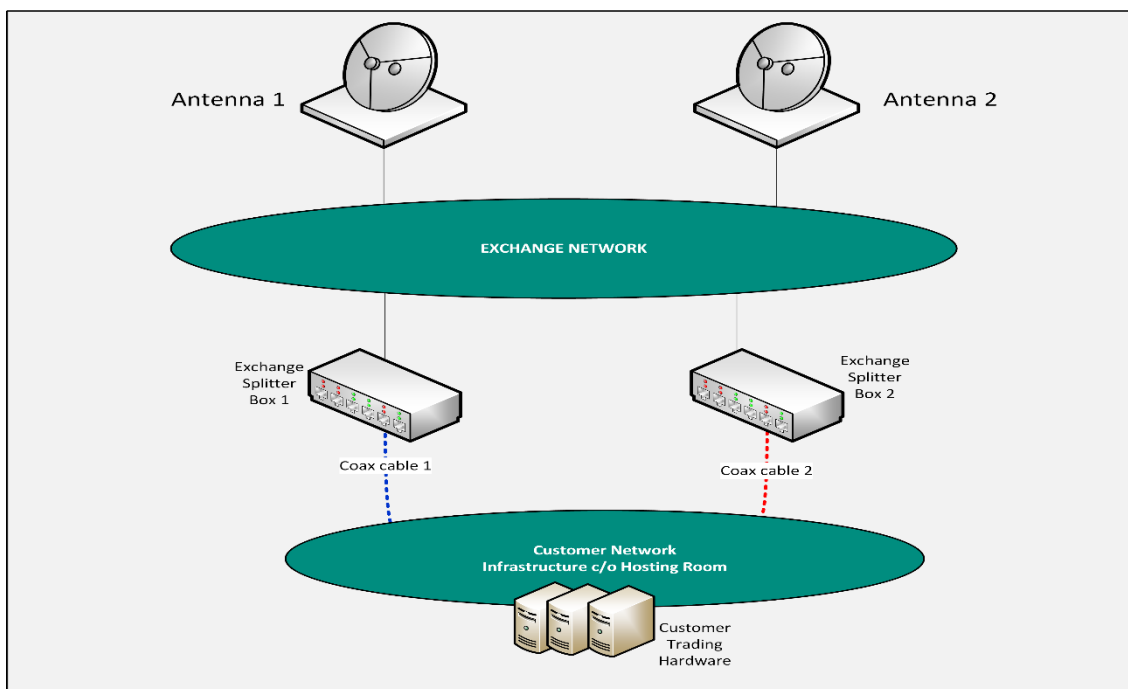 Antenna 1
Antenna 2
EXCHANGE NETWORK
Exchange
Splitter
Box 1
Exchange
Splitter
Box 2
Coax cable 1
Coax cable 2
Customer Network
Infrastructure c/o Hosting Room
Customer
Trading
Hardware